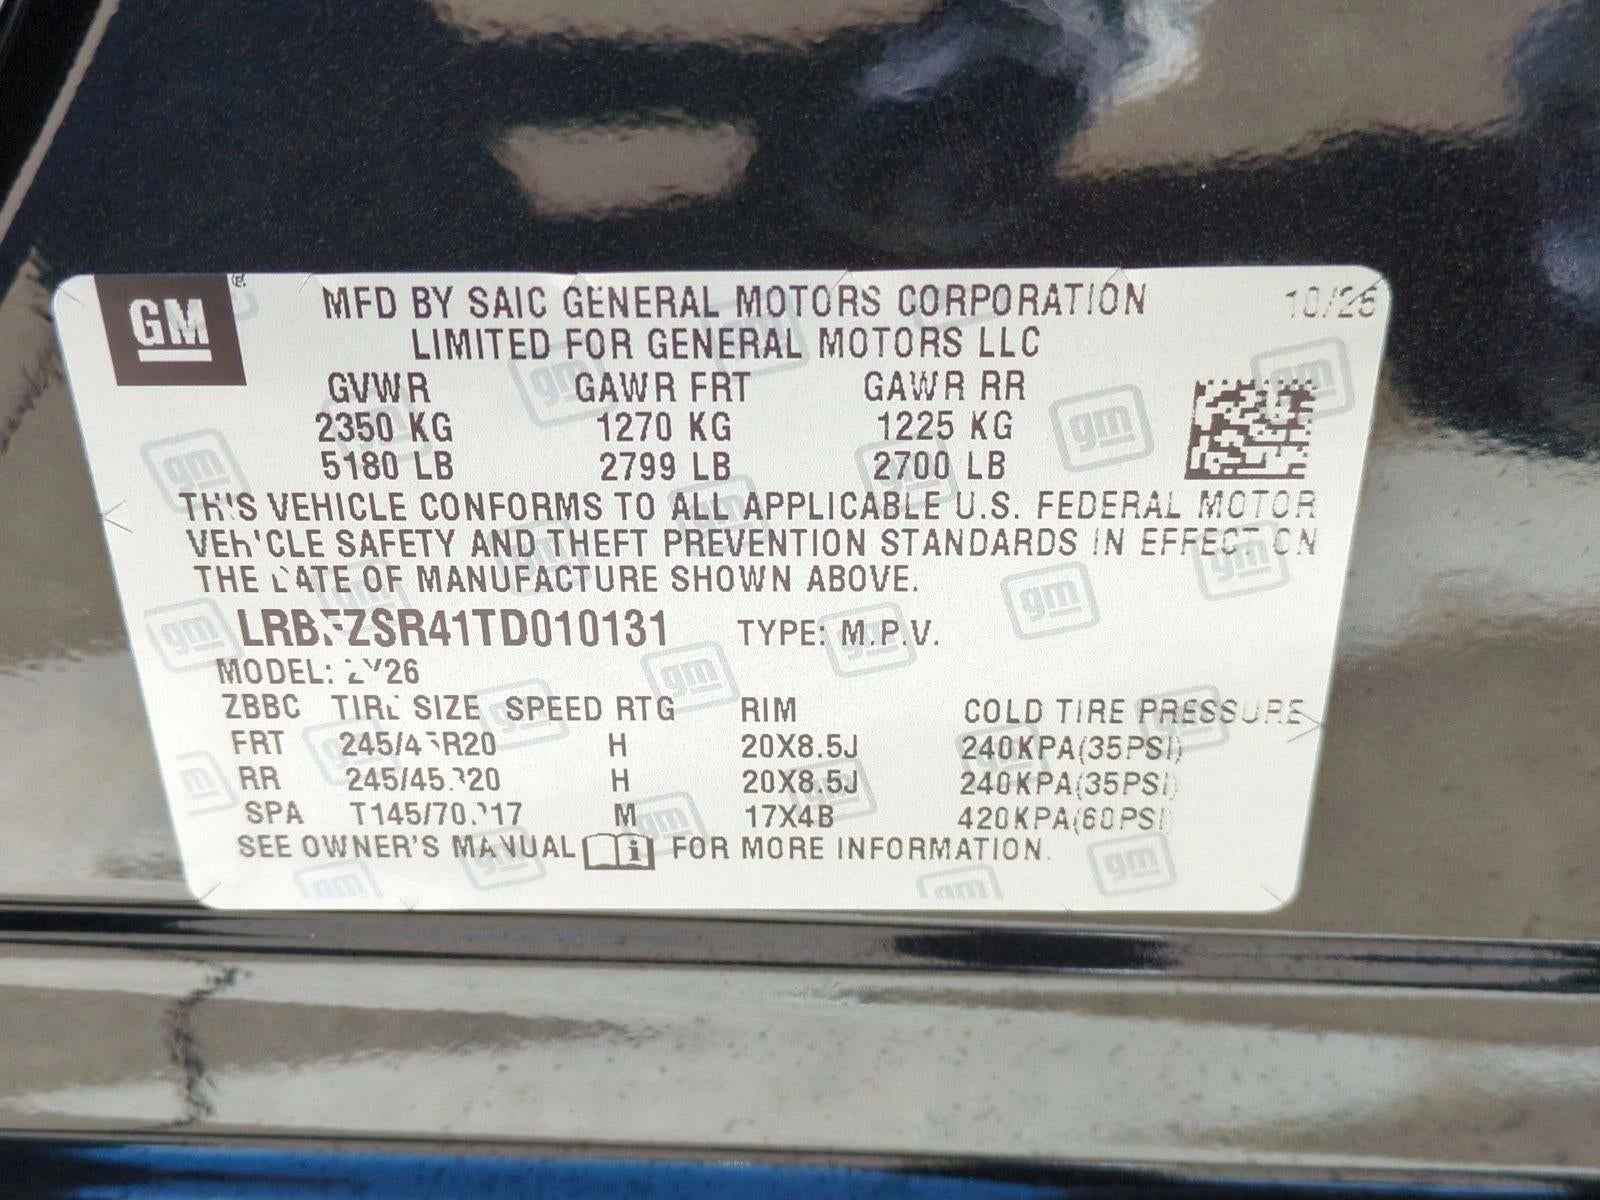 GM
MFD BY SAIC GENERAL MOTORS CORPORATION 10/25
LIMITED FOR GENERAL MOTORS LLC
GVWR GAWR FRT GAWR RR
2350 KG 1270 KG 1225 KG
5180 LB 2799 LB 2700 LB
THIS VEHICLE CONFORMS TO ALL APPLICABLE U.S. FEDERAL MOTOR
VEHICLE SAFETY AND THEFT PREVENTION STANDARDS IN EFFECT ON
THE DATE OF MANUFACTURE SHOWN ABOVE.
TYPE: M.P.V.
MODEL:
ZBBC TIRE SIZE SPEED RTG RIM COLD TIRE PRESSURE
FRT 245/45R20 H 20X8.5J 240KPA(35PSI)
RR 245/45R20 H 20X8.5J 240KPA(35PSI)
SPA T145/70R17 M 17X4B 420KPA(60PSI)
SEE OWNER'S MANUAL FOR MORE INFORMATION.